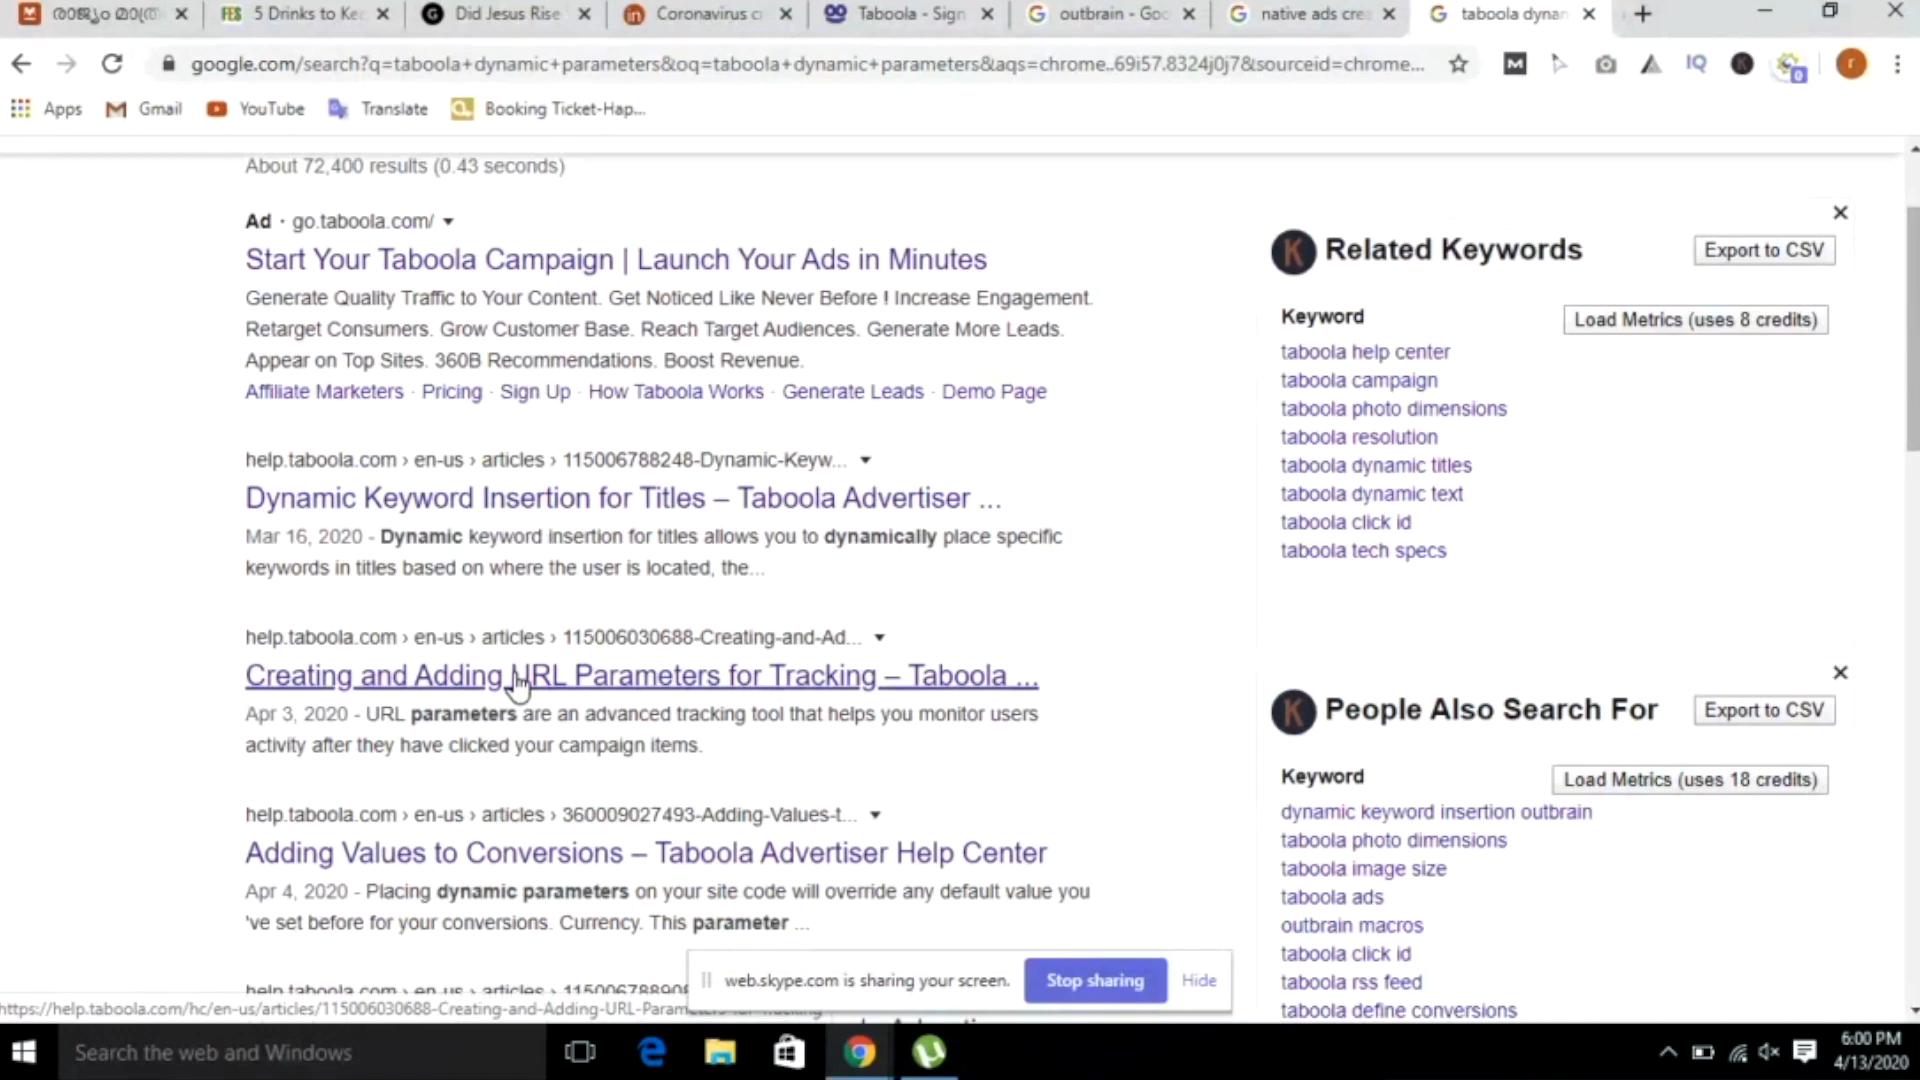 5 Drinks to Kee
Did Jesus Rise
Coronavirus c
Taboola - Sign
outbrain - Goo
native ads crea
taboola dynam
google.com/search?q=taboola+dynamic+parameters&oq=taboola+dynamic+parameters&aqs=chrome..69i57.8324j0j7&sourceid=chrome...
Apps
Gmail
YouTube
Translate
Booking Ticket-Hap...
About 72,400 results (0.43 seconds)
Ad · go.taboola.com/
Start Your Taboola Campaign | Launch Your Ads in Minutes
Generate Quality Traffic to Your Content. Get Noticed Like Never Before ! Increase Engagement.
Retarget Consumers. Grow Customer Base. Reach Target Audiences. Generate More Leads.
Appear on Top Sites. 360B Recommendations. Boost Revenue.
Affiliate Marketers · Pricing · Sign Up · How Taboola Works · Generate Leads · Demo Page
help.taboola.com › en-us › articles › 115006788248-Dynamic-Keyw...
Dynamic Keyword Insertion for Titles – Taboola Advertiser ...
Mar 16, 2020 - Dynamic keyword insertion for titles allows you to dynamically place specific
keywords in titles based on where the user is located, the...
help.taboola.com › en-us › articles › 115006030688-Creating-and-Ad...
Creating and Adding URL Parameters for Tracking – Taboola ...
Apr 3, 2020 - URL parameters are an advanced tracking tool that helps you monitor users
activity after they have clicked your campaign items.
help.taboola.com › en-us › articles › 360009027493-Adding-Values-t...
Adding Values to Conversions – Taboola Advertiser Help Center
Apr 4, 2020 - Placing dynamic parameters on your site code will override any default value you
've set before for your conversions. Currency. This parameter ...
help.taboola.com › en-us › articles
Related Keywords
Export to CSV
Keyword
Load Metrics (uses 8 credits)
taboola help center
taboola campaign
taboola photo dimensions
taboola resolution
taboola dynamic titles
taboola dynamic text
taboola click id
taboola tech specs
People Also Search For
Export to CSV
Keyword
Load Metrics (uses 18 credits)
dynamic keyword insertion outbrain
taboola photo dimensions
taboola image size
taboola ads
outbrain macros
taboola click id
taboola rss feed
taboola define conversions
web.skype.com is sharing your screen.
Stop sharing
Hide
https://help.taboola.com/hc/en-us/articles/115006030688-Creating-and-Adding-URL-Parameters-for-Tracking
Search the web and Windows
6:00 PM
4/13/2020